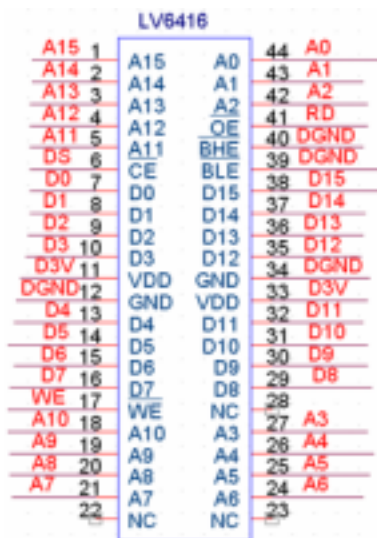 LV6416
A15 1 A15 A0 44 A0
A14 2 A14 A1 43 A1
A13 3 A13 A2 42 A2
A12 4 A12 OE 41 RD
A11 5 A11 BHE 40 DGND
DS 6 CE BLE 39 DGND
D0 7 D0 D15 38 D15
D1 8 D1 D14 37 D14
D2 9 D2 D13 36 D13
D3 10 D3 D12 35 D12
D3V 11 VDD GND 34 DGND
DGND 12 GND VDD 33 D3V
D4 13 D4 D11 32 D11
D5 14 D5 D10 31 D10
D6 15 D6 D9 30 D9
D7 16 D7 D8 29 D8
WE 17 WE NC 28
A10 18 A10 A3 27 A3
A9 19 A9 A4 26 A4
A8 20 A8 A5 25 A5
A7 21 A7 A6 24 A6
22 NC NC 23